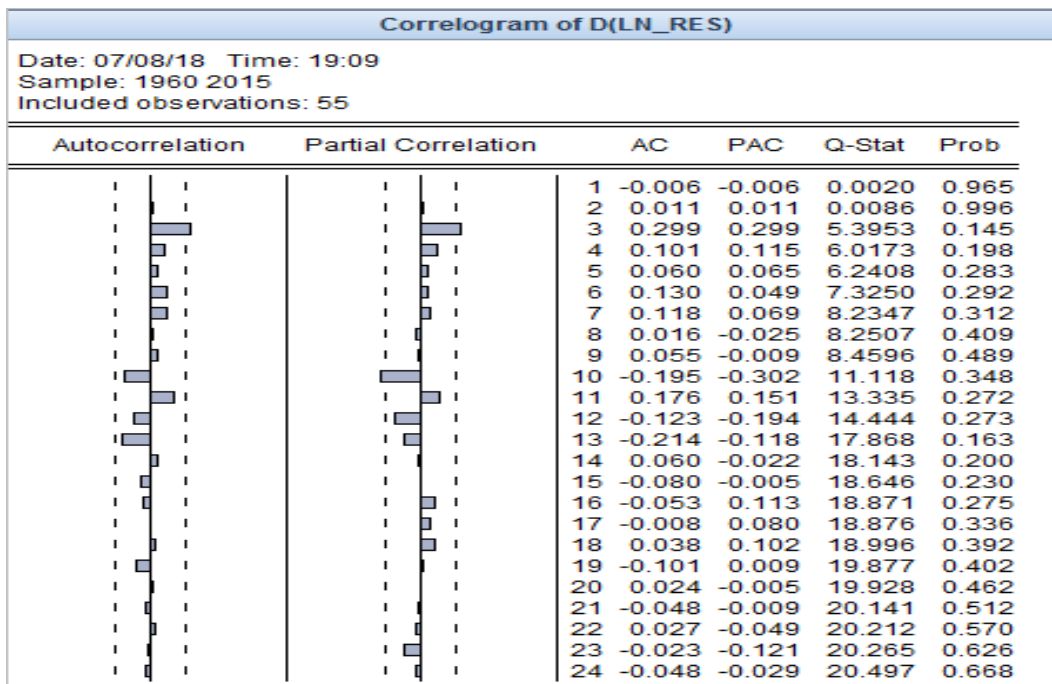 Correlogram of D(LN_RES)
Date: 07/08/18 Time: 19:09
Sample: 1960 2015
Included observations: 55
Autocorrelation Partial Correlation AC PAC Q-Stat Prob
1 -0.006 -0.006 0.0020 0.965
2 0.011 0.011 0.0086 0.996
3 0.299 0.299 5.3953 0.145
4 0.101 0.115 6.0173 0.198
5 0.060 0.065 6.2408 0.283
6 0.130 0.049 7.3250 0.292
7 0.118 0.069 8.2347 0.312
8 0.016 -0.025 8.2507 0.409
9 0.055 -0.009 8.4596 0.489
10 -0.195 -0.302 11.118 0.348
11 0.176 0.151 13.335 0.272
12 -0.123 -0.194 14.444 0.273
13 -0.214 -0.118 17.868 0.163
14 0.060 -0.022 18.143 0.200
15 -0.080 -0.005 18.646 0.230
16 -0.053 0.113 18.871 0.275
17 -0.008 0.080 18.876 0.336
18 0.038 0.102 18.996 0.392
19 -0.101 0.009 19.877 0.402
20 0.024 -0.005 19.928 0.462
21 -0.048 -0.009 20.141 0.512
22 0.027 -0.049 20.212 0.570
23 -0.023 -0.121 20.265 0.626
24 -0.048 -0.029 20.497 0.668